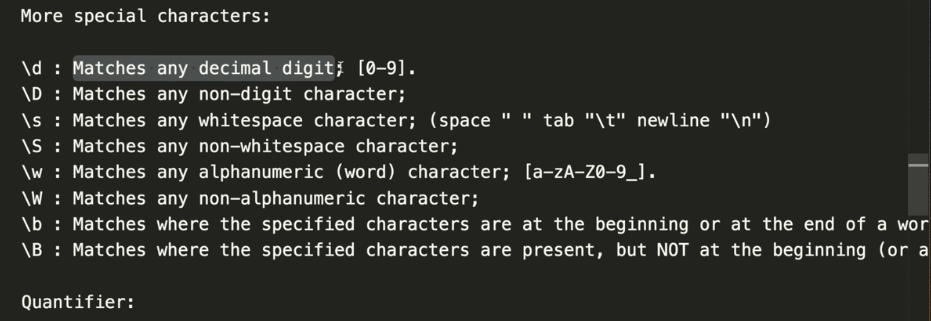 More special characters:
\d : Matches any decimal digit; [0-9].
\D : Matches any non-digit character;
\s : Matches any whitespace character; (space " " tab "\t" newline "\n")
\S : Matches any non-whitespace character;
\w : Matches any alphanumeric (word) character; [a-zA-Z0-9_].
\W : Matches any non-alphanumeric character;
\b : Matches where the specified characters are at the beginning or at the end of a wor
\B : Matches where the specified characters are present, but NOT at the beginning (or a
Quantifier: